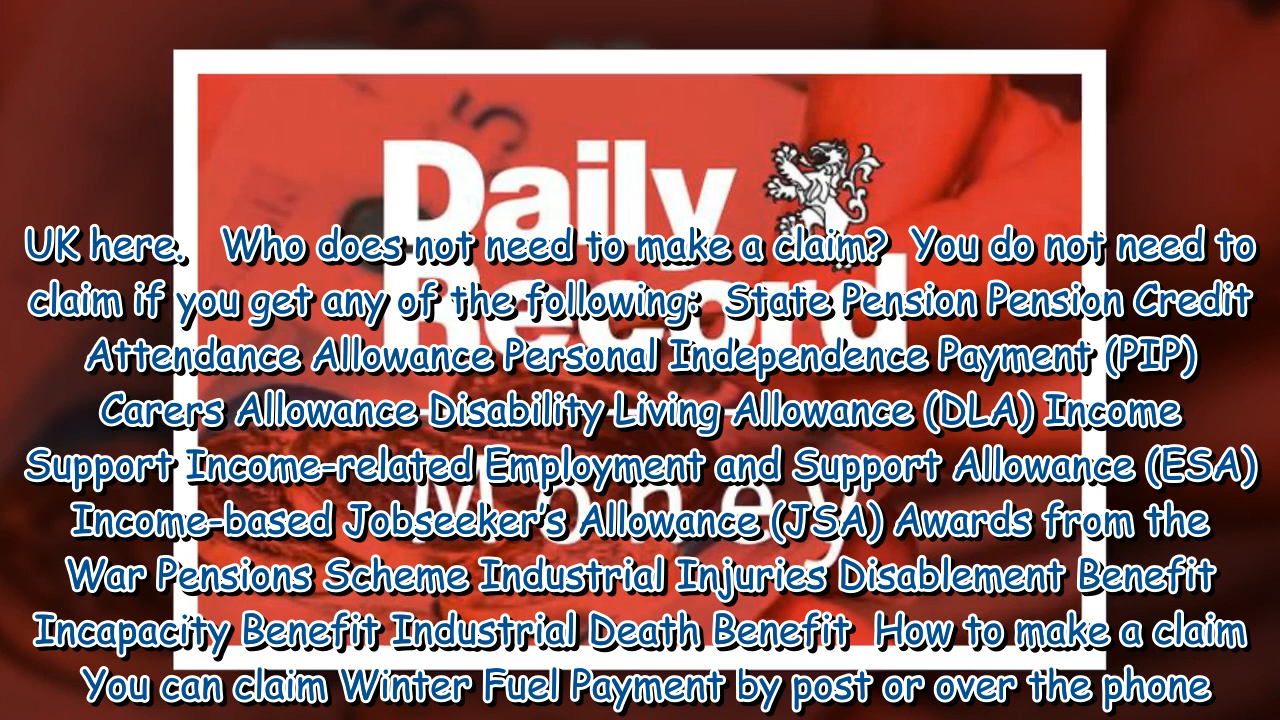 Daily
UK here.   Who does not need to make a claim?  You do not need to
claim if you get any of the following:  State Pension Pension Credit
Record
Attendance Allowance Personal Independence Payment (PIP)
Carers Allowance Disability Living Allowance (DLA) Income
Support Income-related Employment and Support Allowance (ESA)
Money
Income-based Jobseeker's Allowance (JSA) Awards from the
War Pensions Scheme Industrial Injuries Disablement Benefit
Incapacity Benefit Industrial Death Benefit  How to make a claim
You can claim Winter Fuel Payment by post or over the phone